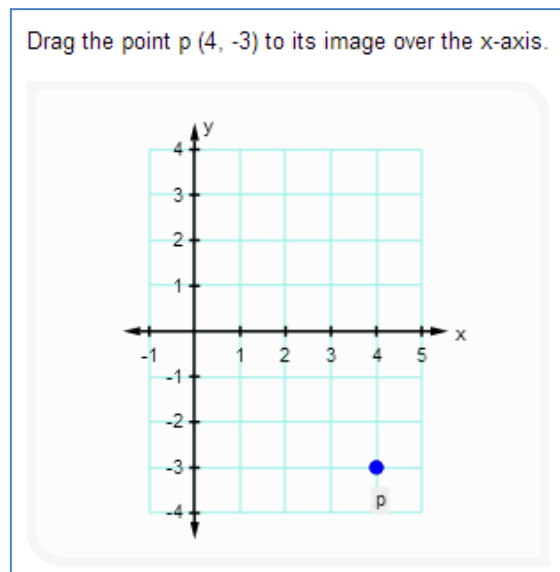 Drag the point p (4, -3) to its image over the x-axis.
y
4
3
2
1
x
-1 1 2 3 4 5
-1
-2
-3
p
-4